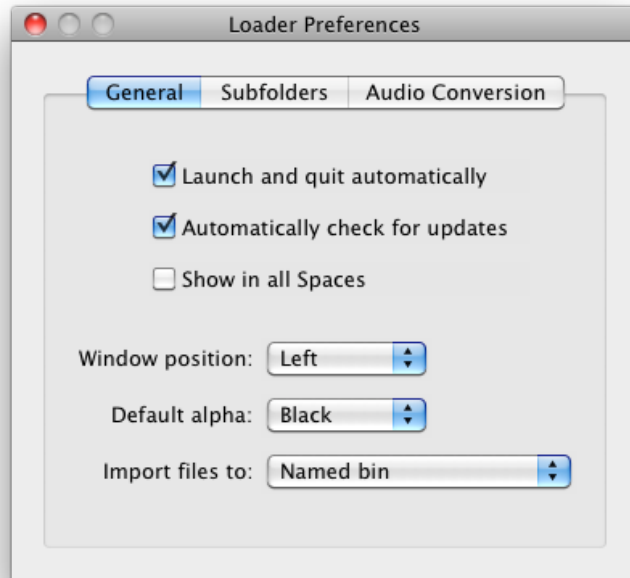 Loader Preferences
General Subfolders Audio Conversion
Launch and quit automatically
Automatically check for updates
Show in all Spaces
Window position: Left
Default alpha: Black
Import files to: Named bin